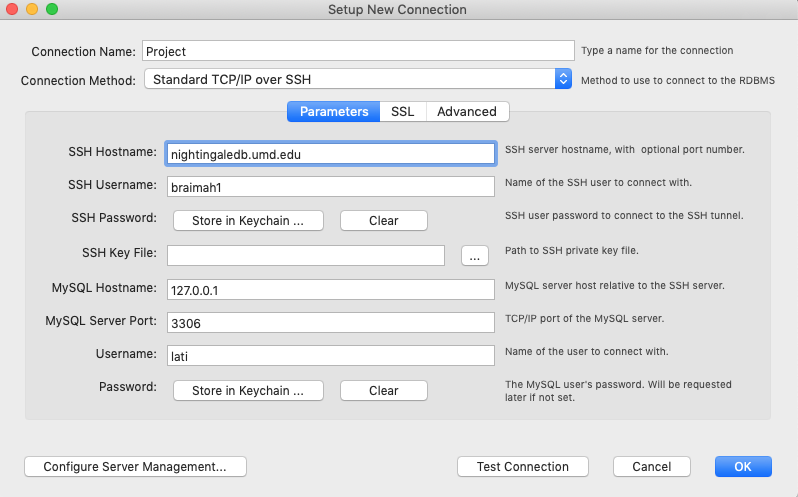 Setup New Connection
Connection Name: Project Type a name for the connection
Connection Method: Standard TCP/IP over SSH Method to use to connect to the RDBMS
Parameters SSL Advanced
SSH Hostname: nightingaledb.umd.edu SSH server hostname, with optional port number.
SSH Username: braimah1 Name of the SSH user to connect with.
SSH Password: Store in Keychain ... Clear SSH user password to connect to the SSH tunnel.
SSH Key File: ... Path to SSH private key file.
MySQL Hostname: 127.0.0.1 MySQL server host relative to the SSH server.
MySQL Server Port: 3306 TCP/IP port of the MySQL server.
Username: lati Name of the user to connect with.
Password: Store in Keychain ... Clear The MySQL user's password. Will be requested
later if not set.
Configure Server Management... Test Connection Cancel OK